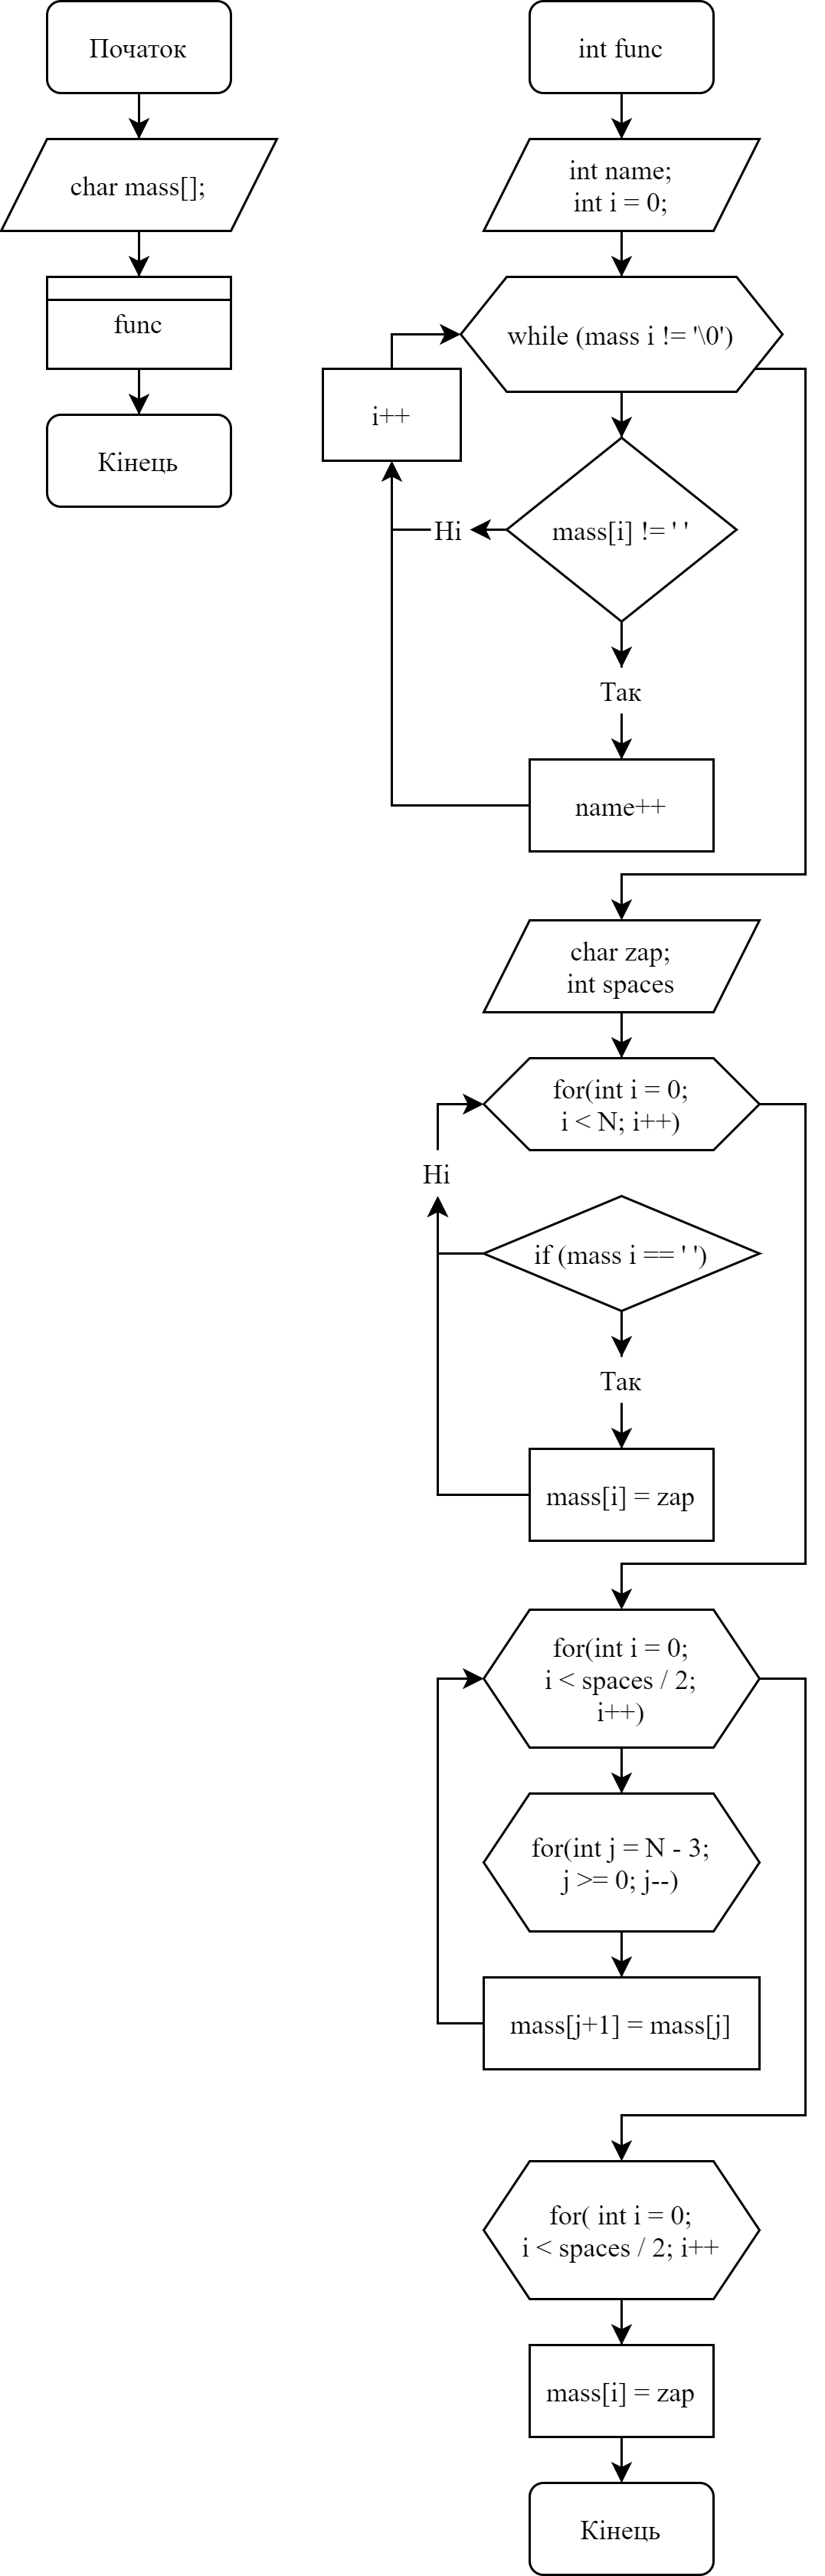 Початок
char mass[];
func
Кінець
int func
int name;
int i = 0;
while (mass i != '\0')
i++
mass[i] != ' '
Ні
Так
name++
char zap;
int spaces
for(int i = 0;
i < N; i++)
Ні
if (mass i == ' ')
Так
mass[i] = zap
for(int i = 0;
i < spaces / 2;
i++)
for(int j = N - 3;
j >= 0; j--)
mass[j+1] = mass[j]
for( int i = 0;
i < spaces / 2; i++
mass[i] = zap
Кінець